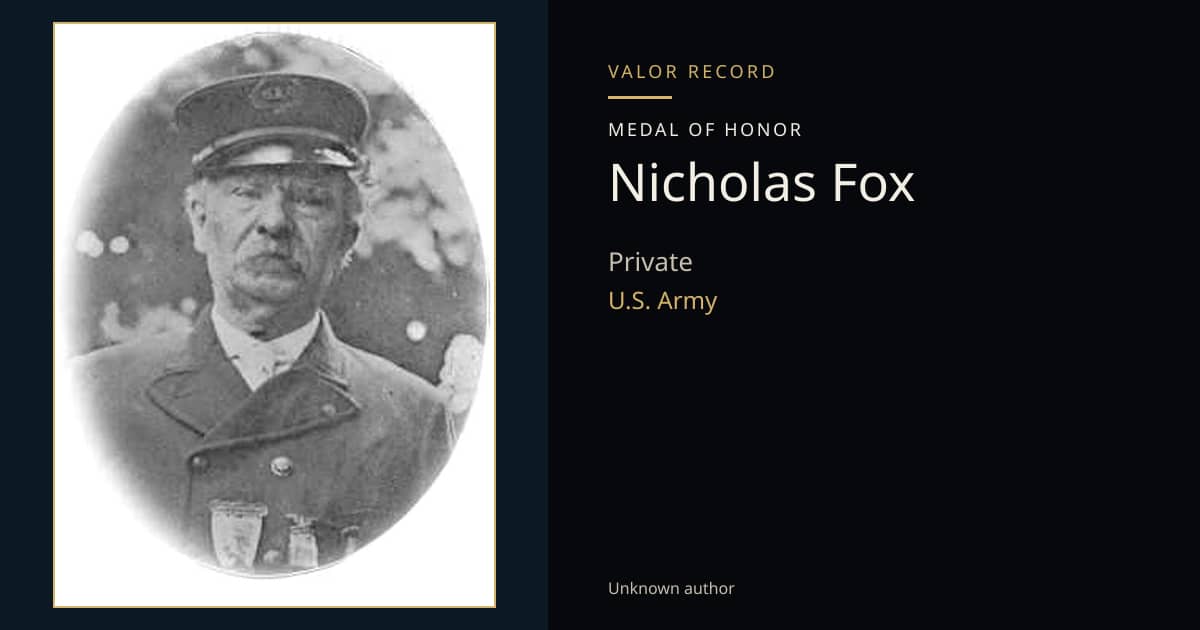 VALOR RECORD
MEDAL OF HONOR
Nicholas Fox
Private
U.S. Army
Unknown author